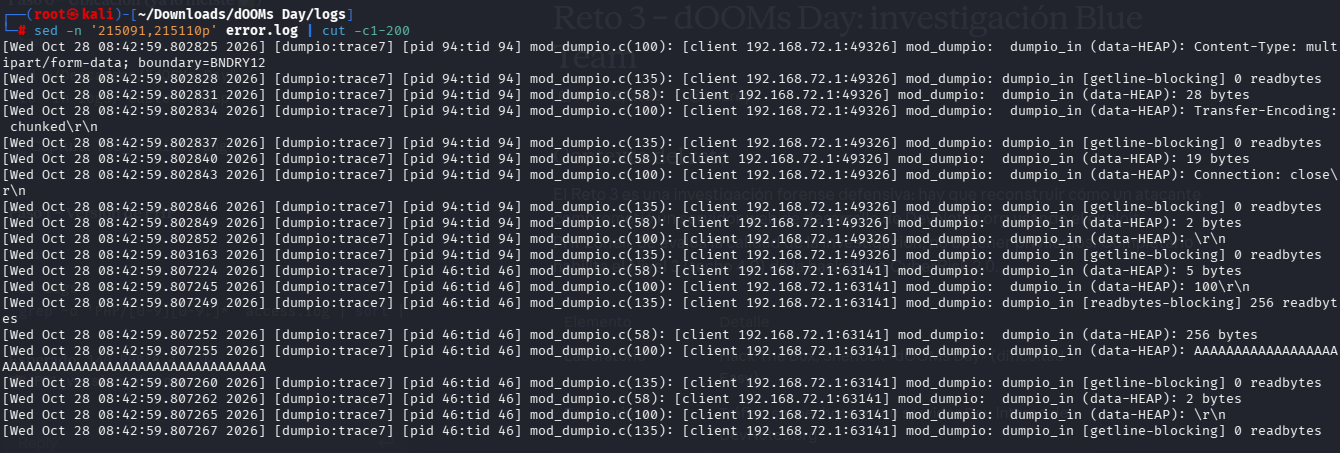 ┌──(root㉿kali)-[~/Downloads/dOOMs Day/logs]
└─# sed -n '215091,215110p' error.log | cut -c1-200
[Wed Oct 28 08:42:59.802825 2026] [dumpio:trace7] [pid 94:tid 94] mod_dumpio.c(100): [client 192.168.72.1:49326] mod_dumpio:  dumpio_in (data-HEAP): Content-Type: mult
ipart/form-data; boundary=BNDRY12
[Wed Oct 28 08:42:59.802828 2026] [dumpio:trace7] [pid 94:tid 94] mod_dumpio.c(135): [client 192.168.72.1:49326] mod_dumpio: dumpio_in [getline-blocking] 0 readbytes
[Wed Oct 28 08:42:59.802831 2026] [dumpio:trace7] [pid 94:tid 94] mod_dumpio.c(58): [client 192.168.72.1:49326] mod_dumpio:  dumpio_in (data-HEAP): 28 bytes
[Wed Oct 28 08:42:59.802834 2026] [dumpio:trace7] [pid 94:tid 94] mod_dumpio.c(100): [client 192.168.72.1:49326] mod_dumpio:  dumpio_in (data-HEAP): Transfer-Encoding:
 chunked\r\n
[Wed Oct 28 08:42:59.802837 2026] [dumpio:trace7] [pid 94:tid 94] mod_dumpio.c(135): [client 192.168.72.1:49326] mod_dumpio: dumpio_in [getline-blocking] 0 readbytes
[Wed Oct 28 08:42:59.802840 2026] [dumpio:trace7] [pid 94:tid 94] mod_dumpio.c(58): [client 192.168.72.1:49326] mod_dumpio:  dumpio_in (data-HEAP): 19 bytes
[Wed Oct 28 08:42:59.802843 2026] [dumpio:trace7] [pid 94:tid 94] mod_dumpio.c(100): [client 192.168.72.1:49326] mod_dumpio:  dumpio_in (data-HEAP): Connection: close\
r\n
[Wed Oct 28 08:42:59.802846 2026] [dumpio:trace7] [pid 94:tid 94] mod_dumpio.c(135): [client 192.168.72.1:49326] mod_dumpio: dumpio_in [getline-blocking] 0 readbytes
[Wed Oct 28 08:42:59.802849 2026] [dumpio:trace7] [pid 94:tid 94] mod_dumpio.c(58): [client 192.168.72.1:49326] mod_dumpio:  dumpio_in (data-HEAP): 2 bytes
[Wed Oct 28 08:42:59.802852 2026] [dumpio:trace7] [pid 94:tid 94] mod_dumpio.c(100): [client 192.168.72.1:49326] mod_dumpio:  dumpio_in (data-HEAP): \r\n
[Wed Oct 28 08:42:59.803163 2026] [dumpio:trace7] [pid 94:tid 94] mod_dumpio.c(135): [client 192.168.72.1:49326] mod_dumpio: dumpio_in [getline-blocking] 0 readbytes
[Wed Oct 28 08:42:59.807224 2026] [dumpio:trace7] [pid 46:tid 46] mod_dumpio.c(58): [client 192.168.72.1:63141] mod_dumpio:  dumpio_in (data-HEAP): 5 bytes
[Wed Oct 28 08:42:59.807245 2026] [dumpio:trace7] [pid 46:tid 46] mod_dumpio.c(100): [client 192.168.72.1:63141] mod_dumpio:  dumpio_in (data-HEAP): 100\r\n
[Wed Oct 28 08:42:59.807249 2026] [dumpio:trace7] [pid 46:tid 46] mod_dumpio.c(135): [client 192.168.72.1:63141] mod_dumpio: dumpio_in [readbytes-blocking] 256 readbyt
es
[Wed Oct 28 08:42:59.807252 2026] [dumpio:trace7] [pid 46:tid 46] mod_dumpio.c(58): [client 192.168.72.1:63141] mod_dumpio:  dumpio_in (data-HEAP): 256 bytes
[Wed Oct 28 08:42:59.807255 2026] [dumpio:trace7] [pid 46:tid 46] mod_dumpio.c(100): [client 192.168.72.1:63141] mod_dumpio:  dumpio_in (data-HEAP): AAAAAAAAAAAAAAAAAA
AAAAAAAAAAAAAAAAAAAAAAAAAAAAAAAAA
[Wed Oct 28 08:42:59.807260 2026] [dumpio:trace7] [pid 46:tid 46] mod_dumpio.c(135): [client 192.168.72.1:63141] mod_dumpio: dumpio_in [getline-blocking] 0 readbytes
[Wed Oct 28 08:42:59.807262 2026] [dumpio:trace7] [pid 46:tid 46] mod_dumpio.c(58): [client 192.168.72.1:63141] mod_dumpio:  dumpio_in (data-HEAP): 2 bytes
[Wed Oct 28 08:42:59.807265 2026] [dumpio:trace7] [pid 46:tid 46] mod_dumpio.c(100): [client 192.168.72.1:63141] mod_dumpio:  dumpio_in (data-HEAP): \r\n
[Wed Oct 28 08:42:59.807267 2026] [dumpio:trace7] [pid 46:tid 46] mod_dumpio.c(135): [client 192.168.72.1:63141] mod_dumpio: dumpio_in [getline-blocking] 0 readbytes
Reto 3 – dOOMs Day: investigación Blue
Team